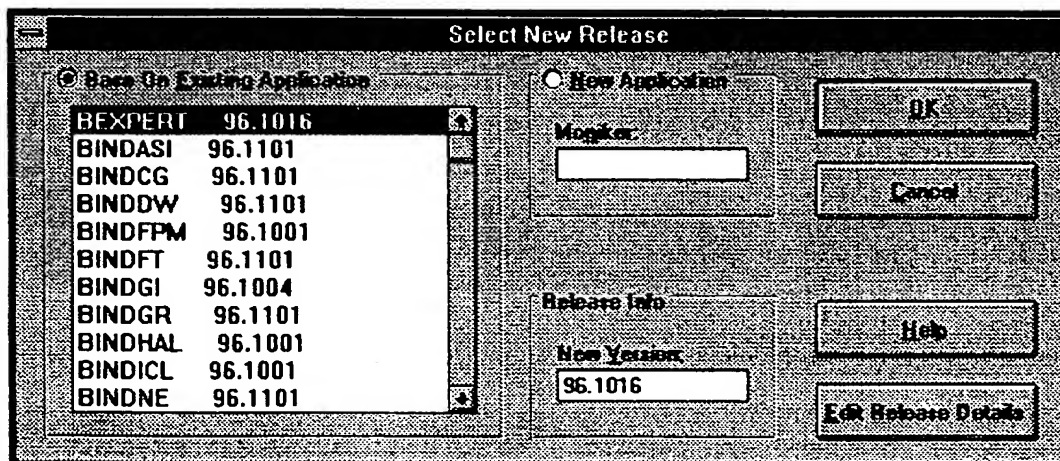 Select New Release
Base On Existing Application
BEXPERT 96.1016
BINDASI 96.1101
BINDCG 96.1101
BINDDW 96.1101
BINDFPM 96.1001
BINDFT 96.1101
BINDGI 96.1004
BINDGR 96.1101
BINDHAL 96.1001
BINDICL 96.1001
BINDNE 96.1101
New Application
Moniker:
Release Info
New Version:
96.1016
OK
Cancel
Help
Edit Release Details